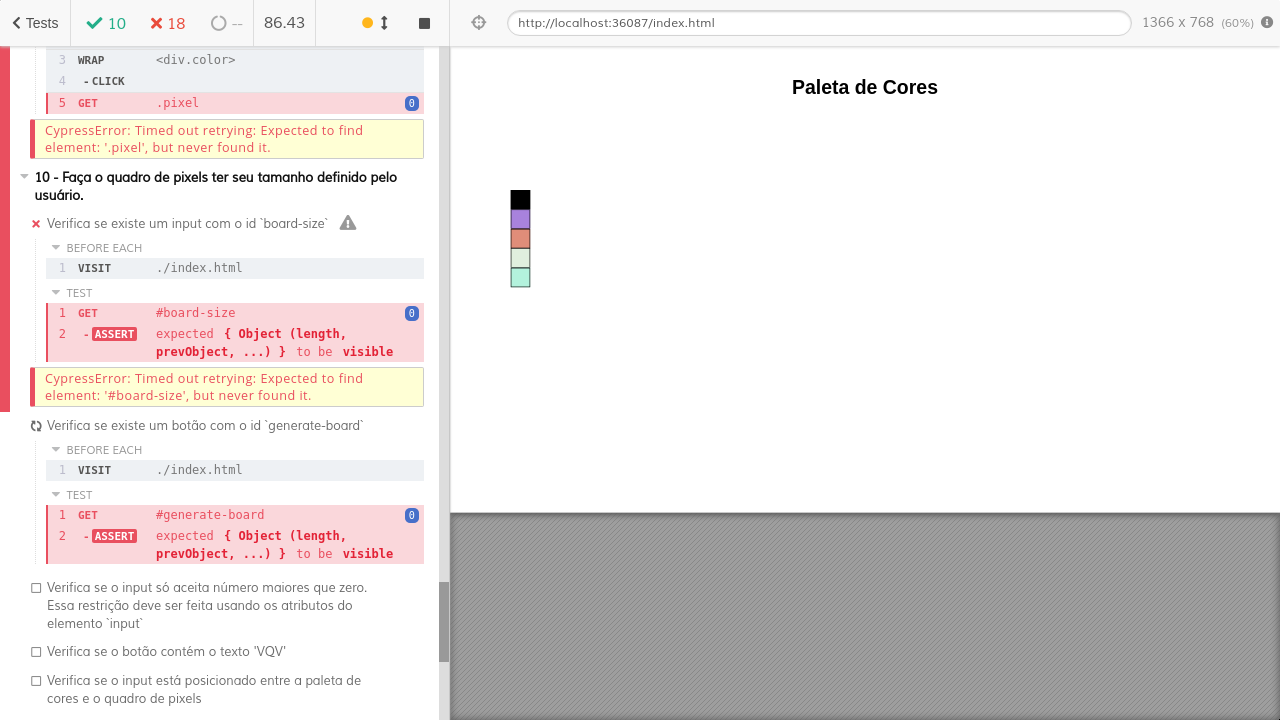 Tests
10
18
--
86.43
http://localhost:36087/index.html
1366 x 768 (60%)
3 WRAP <div.color>
4 - CLICK
5 GET .pixel 0
CypressError: Timed out retrying: Expected to find
element: '.pixel', but never found it.
10 - Faça o quadro de pixels ter seu tamanho definido pelo
usuário.
Verifica se existe um input com o id `board-size`
BEFORE EACH
1 VISIT ./index.html
TEST
1 GET #board-size 0
2 - ASSERT expected { Object (length,
prevObject, ...) } to be visible
CypressError: Timed out retrying: Expected to find
element: '#board-size', but never found it.
Verifica se existe um botão com o id `generate-board`
BEFORE EACH
1 VISIT ./index.html
TEST
1 GET #generate-board 0
2 - ASSERT expected { Object (length,
prevObject, ...) } to be visible
Verifica se o input só aceita número maiores que zero.
Essa restrição deve ser feita usando os atributos do
elemento `input`
Verifica se o botão contém o texto 'VQV'
Verifica se o input está posicionado entre a paleta de
cores e o quadro de pixels
Paleta de Cores